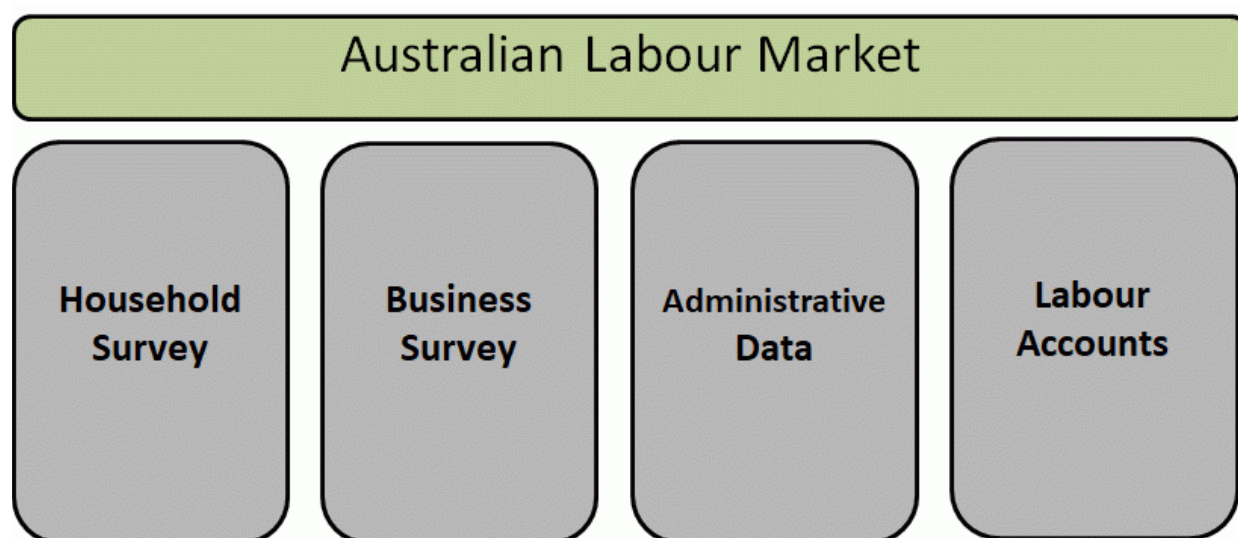 Australian Labour Market
Household
Survey
Business
Survey
Administrative
Data
Labour
Accounts